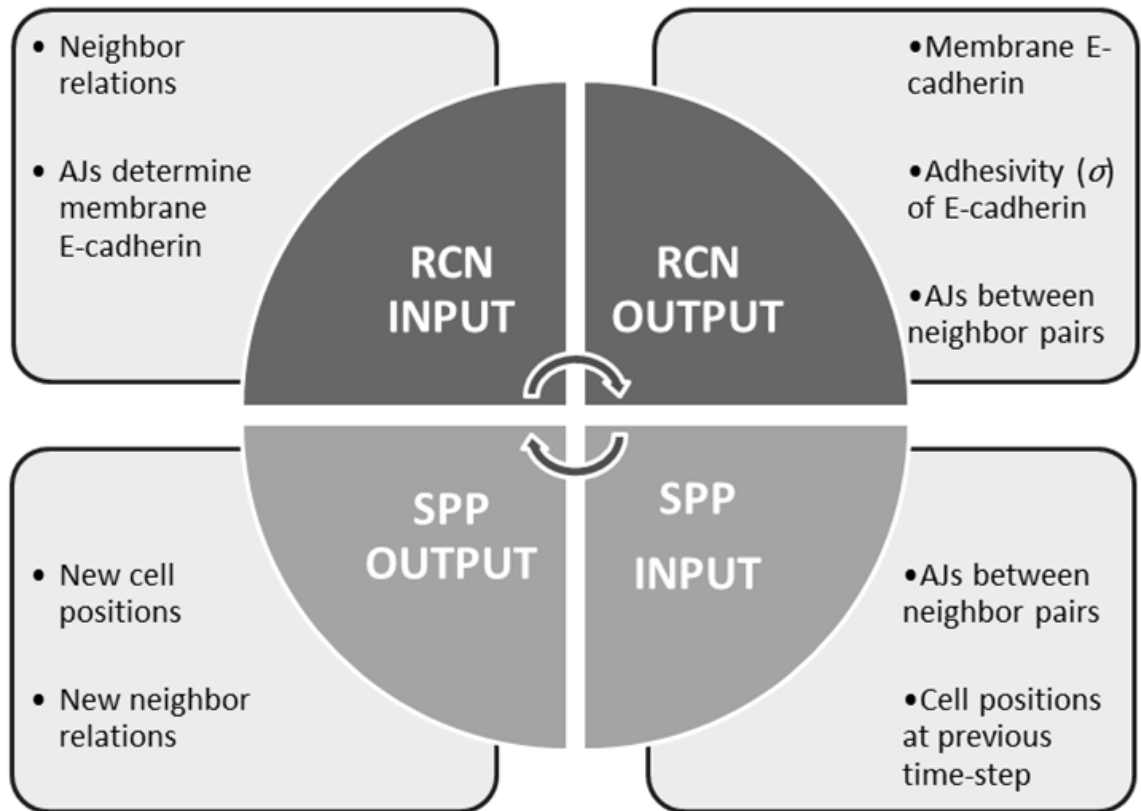 • Neighbor
relations
• AJs determine
membrane
E-cadherin
•Membrane E-
cadherin
•Adhesivity (σ)
of E-cadherin
•AJs between
neighbor pairs
RCN
INPUT
RCN
OUTPUT
SPP
OUTPUT
SPP
INPUT
• New cell
positions
• New neighbor
relations
•AJs between
neighbor pairs
•Cell positions
at previous
time-step